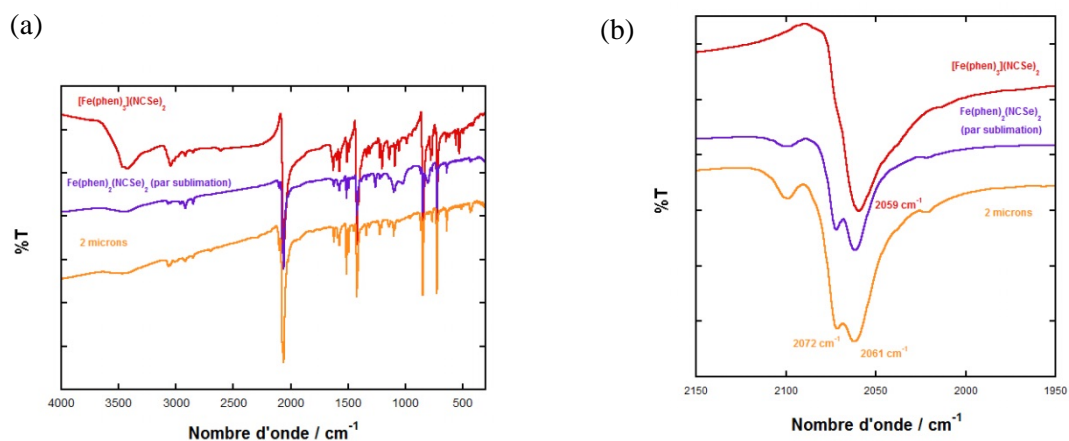 (a)
[Fe(phen)3](NCSe)2
Fe(phen)2(NCSe)2 (par sublimation)
2 microns
%T
4000 3500 3000 2500 2000 1500 1000 500
Nombre d'onde / cm-1
(b)
[Fe(phen)3](NCSe)2
Fe(phen)2(NCSe)2
(par sublimation)
2059 cm-1
2 microns
2072 cm-1
2061 cm-1
%T
2150 2100 2050 2000 1950
Nombre d'onde / cm-1